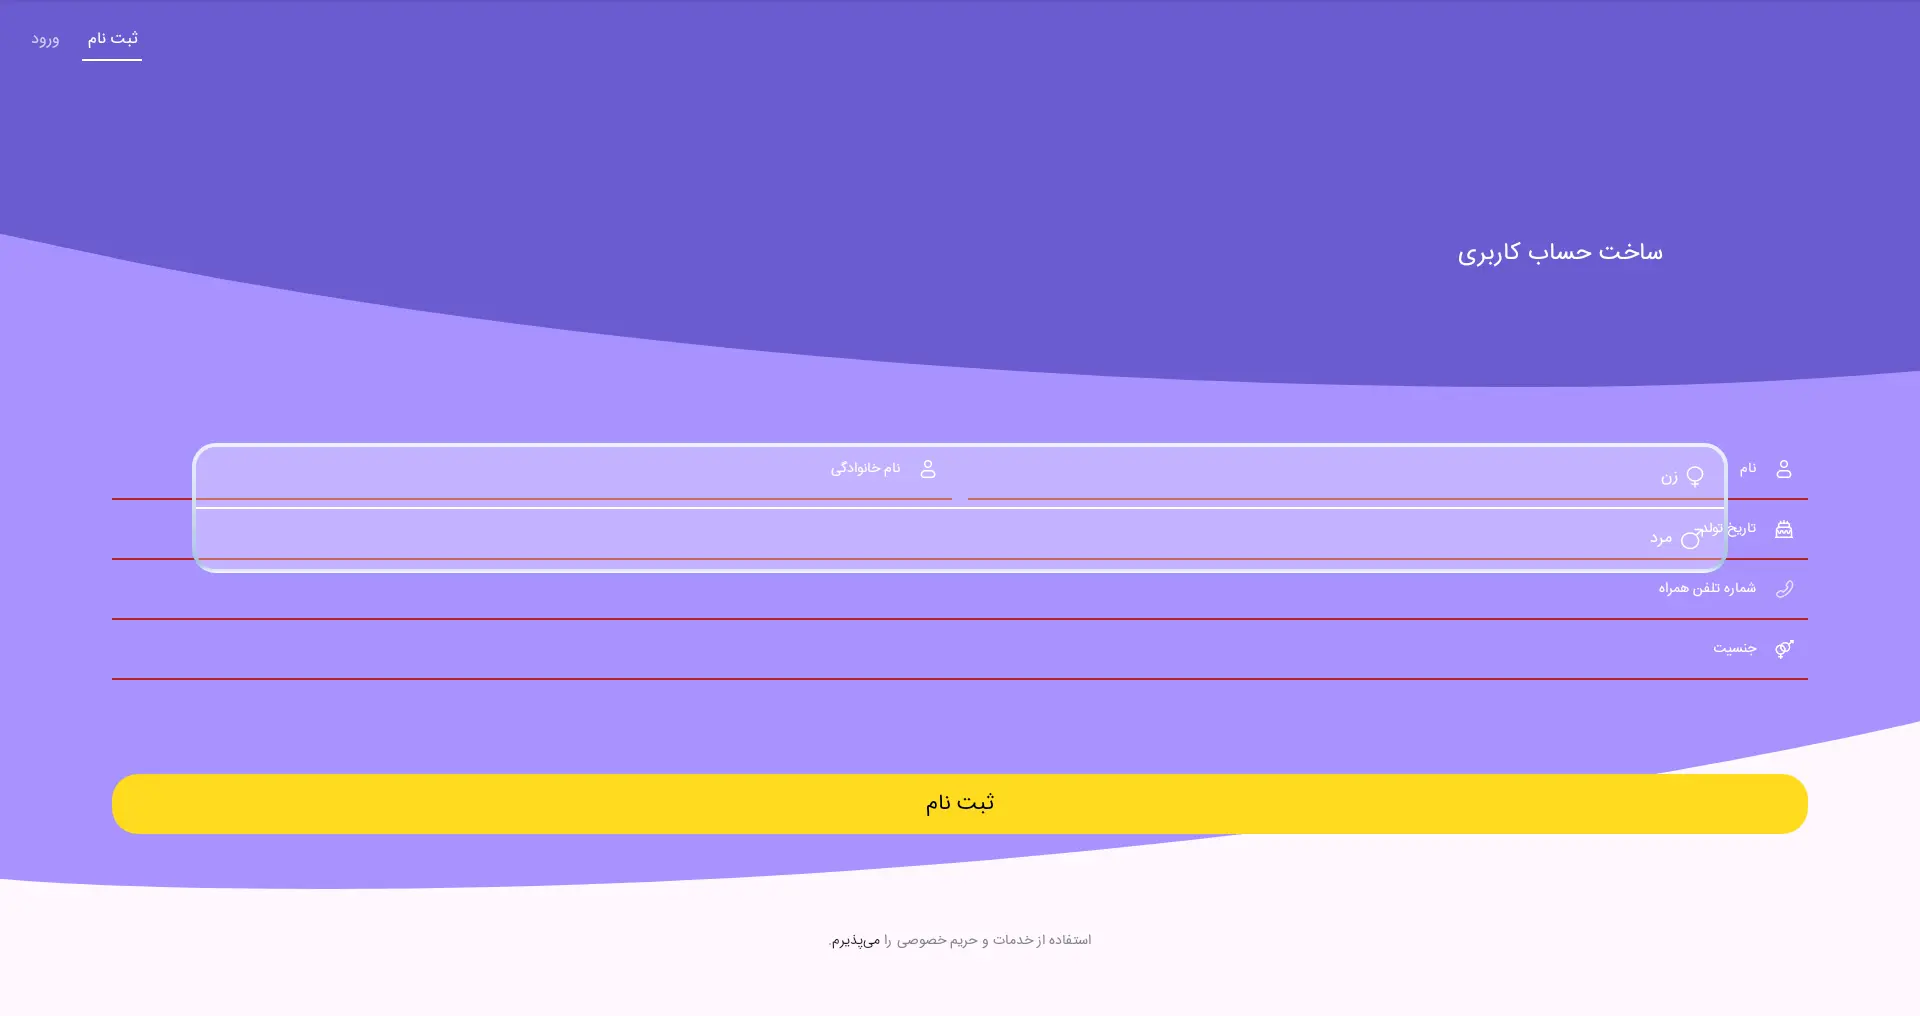 ثبت نام
ورود
ساخت حساب کاربری
نام
نام خانوادگی
زن
تاریخ تولد
مرد
شماره تلفن همراه
جنسیت
ثبت نام
استفاده از خدمات و حریم خصوصی را می‌پذیرم.